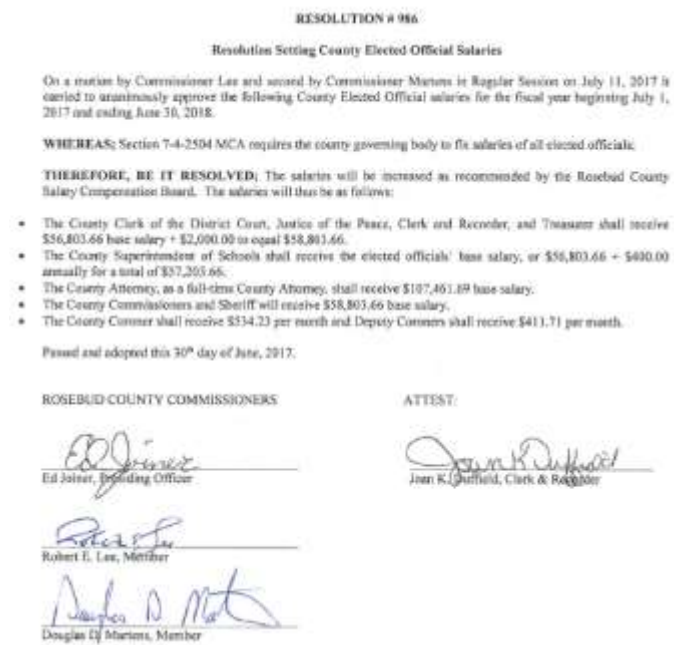 RESOLUTION # 986
Resolution Setting County Elected Official Salaries
On a motion by Commissioner Lee and second by Commissioner Martens in Regular Session on July 11, 2017 it
carried to unanimously approve the following County Elected Official salaries for the fiscal year beginning July 1,
2017 and ending June 30, 2018.
WHEREAS; Section 7-4-2504 MCA requires the county governing body to fix salaries of all elected officials;
THEREFORE, BE IT RESOLVED; The salaries will be increased as recommended by the Rosebud County
Salary Compensation Board. The salaries will thus be as follows:
• The County Clerk of the District Court, Justice of the Peace, Clerk and Recorder, and Treasurer shall receive
$56,803.66 base salary + $2,000.00 to equal $58,803.66.
• The County Superintendent of Schools shall receive the elected officials' base salary, or $56,803.66 + $400.00
annually for a total of $57,203.66.
• The County Attorney, as a full-time County Attorney, shall receive $107,461.69 base salary.
• The County Commissioners and Sheriff will receive $58,803.66 base salary.
• The County Coroner shall receive $534.23 per month and Deputy Coroners shall receive $411.71 per month.
Passed and adopted this 30th day of June, 2017.
ROSEBUD COUNTY COMMISSIONERS
ATTEST:
Ed Joiner
Joan K Duffield
Ed Joiner, Presiding Officer
Joan K. Duffield, Clerk & Recorder
Robert E Lee
Robert E. Lee, Member
Douglas D. Mart
Douglas D. Martens, Member